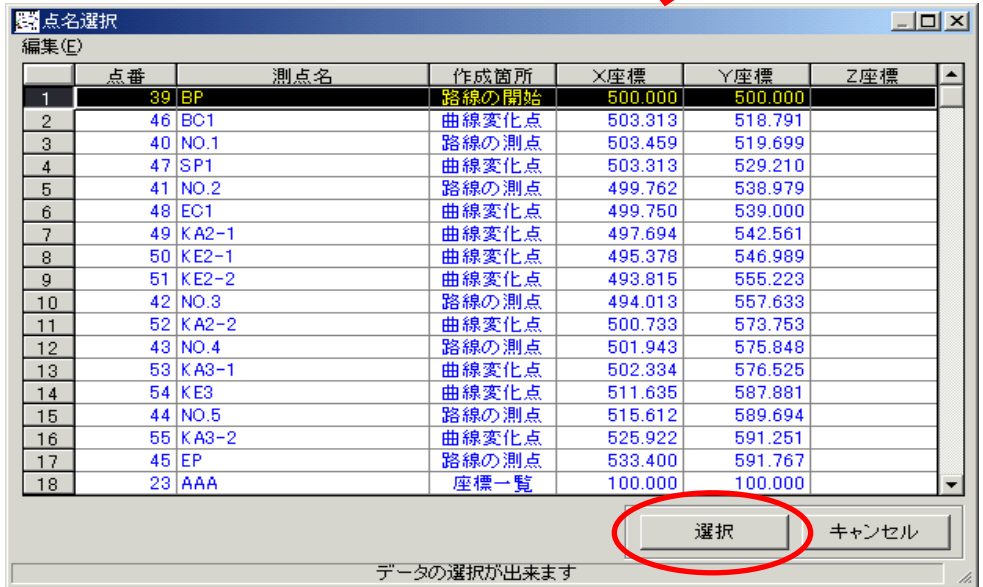 点名選択
編集(E)
点番 測点名 作成箇所 X座標 Y座標 Z座標
1 39 BP 路線の開始 500.000 500.000
2 46 BC1 曲線変化点 503.313 518.791
3 40 NO.1 路線の測点 503.459 519.699
4 47 SP1 曲線変化点 503.313 529.210
5 41 NO.2 路線の測点 499.762 538.979
6 48 EC1 曲線変化点 499.750 539.000
7 49 KA2-1 曲線変化点 497.694 542.561
8 50 KE2-1 曲線変化点 495.378 546.989
9 51 KE2-2 曲線変化点 493.815 555.223
10 42 NO.3 路線の測点 494.013 557.633
11 52 KA2-2 曲線変化点 500.733 573.753
12 43 NO.4 路線の測点 501.943 575.848
13 53 KA3-1 曲線変化点 502.334 576.525
14 54 KE3 曲線変化点 511.635 587.881
15 44 NO.5 路線の測点 515.612 589.694
16 55 KA3-2 曲線変化点 525.922 591.251
17 45 EP 路線の測点 533.400 591.767
18 23 AAA 座標一覧 100.000 100.000
選択 キャンセル
データの選択が出来ます